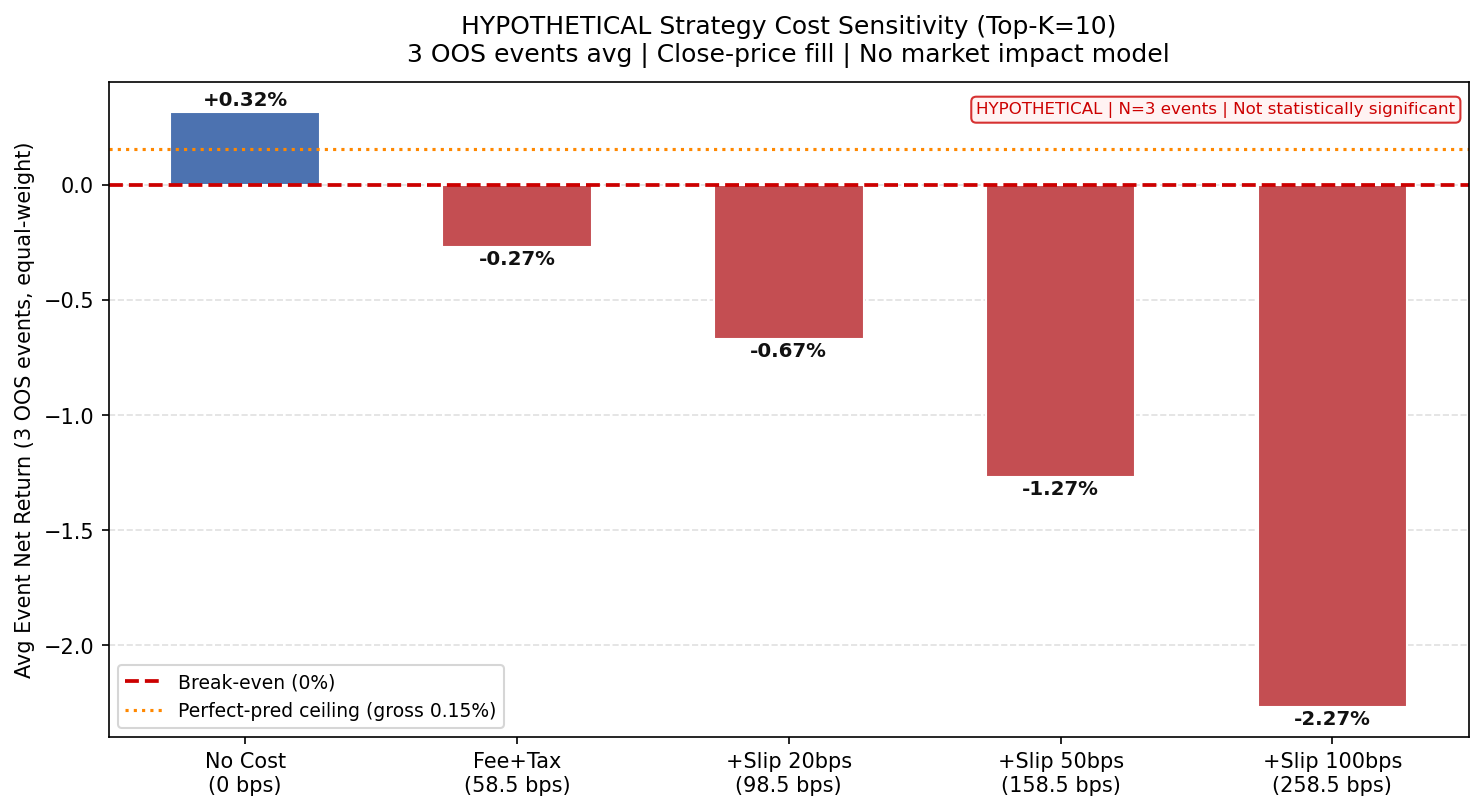 HYPOTHETICAL Strategy Cost Sensitivity (Top-K=10)
3 OOS events avg | Close-price fill | No market impact model
HYPOTHETICAL | N=3 events | Not statistically significant
Avg Event Net Return (3 OOS events, equal-weight)
0.0
−0.5
−1.0
−1.5
−2.0
+0.32%
-0.27%
-0.67%
-1.27%
-2.27%
Break-even (0%)
Perfect-pred ceiling (gross 0.15%)
No Cost
(0 bps)
Fee+Tax
(58.5 bps)
+Slip 20bps
(98.5 bps)
+Slip 50bps
(158.5 bps)
+Slip 100bps
(258.5 bps)